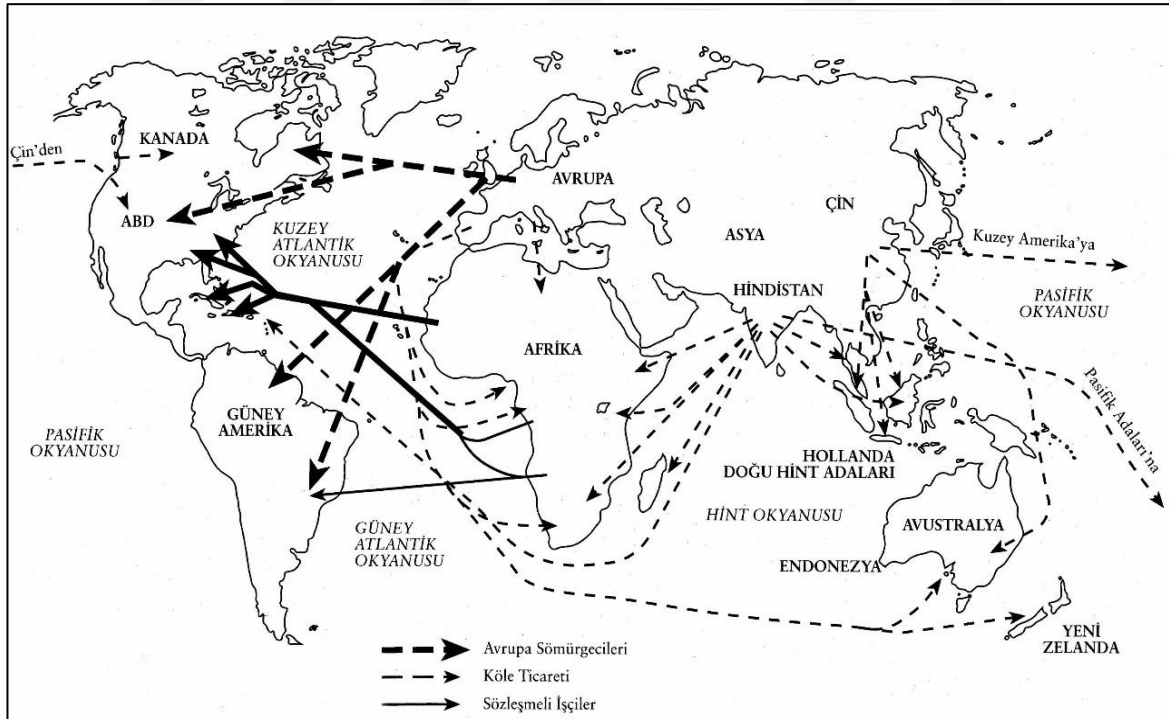 KANADA
Çin'den
AVRUPA
ABD
ÇİN
KUZEY
ATLANTİK
OKYANUSU
ASYA
Kuzey Amerika'ya
HİNDİSTAN
PASİFİK
OKYANUSU
AFRİKA
GÜNEY
AMERİKA
Pasifik Adaları'na
PASİFİK
OKYANUSU
HOLLANDA
DOĞU HİNT ADALARI
HİNT OKYANUSU
AVUSTRALYA
GÜNEY
ATLANTİK
OKYANUSU
ENDONEZYA
YENİ
ZELANDA
Avrupa Sömürgecileri
Köle Ticareti
Sözleşmeli İşçiler